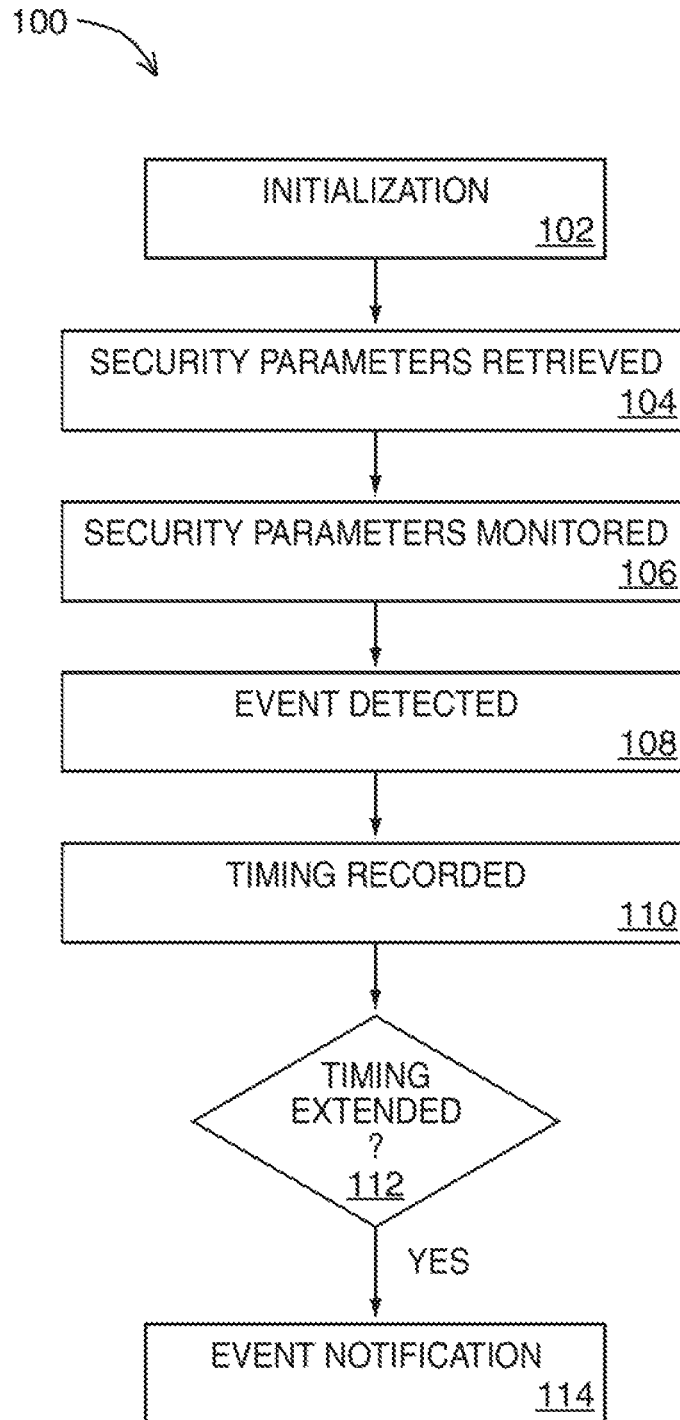 100
INITIALIZATION
102
SECURITY PARAMETERS RETRIEVED
104
SECURITY PARAMETERS MONITORED
106
EVENT DETECTED
108
TIMING RECORDED
110
TIMING
EXTENDED
?
112
YES
EVENT NOTIFICATION
114